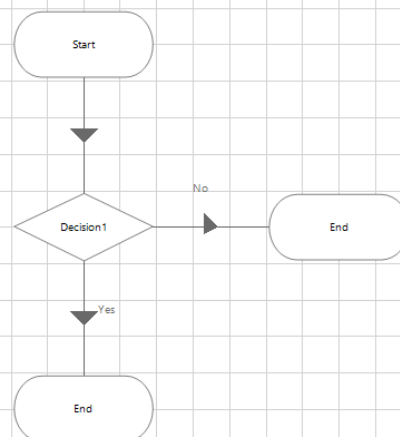 Start
No
Decision1
End
Yes
End